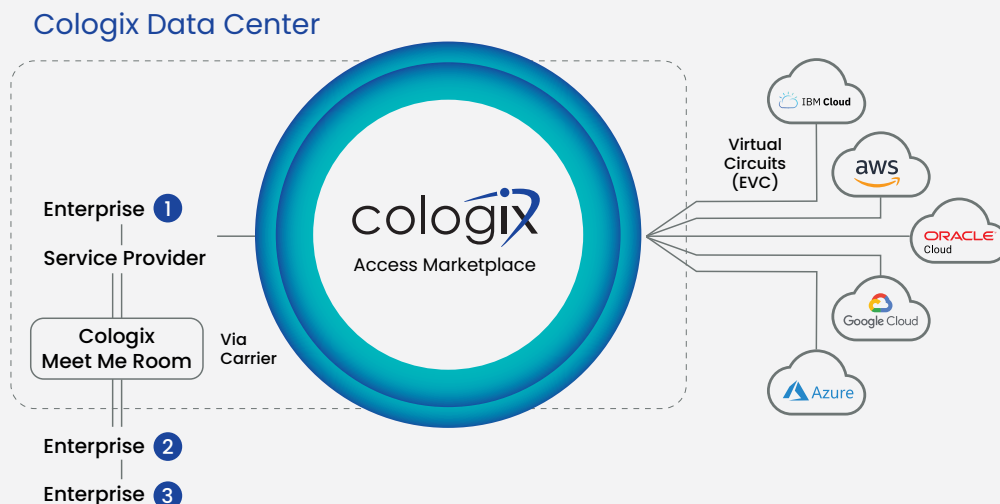 Cologix Data Center
IBM Cloud
Virtual
Circuits
(EVC)
aws
Enterprise 1
cologix
ORACLE
Cloud
Service Provider
Access Marketplace
Cologix
Meet Me Room
Via
Carrier
Google Cloud
Azure
Enterprise 2
Enterprise 3